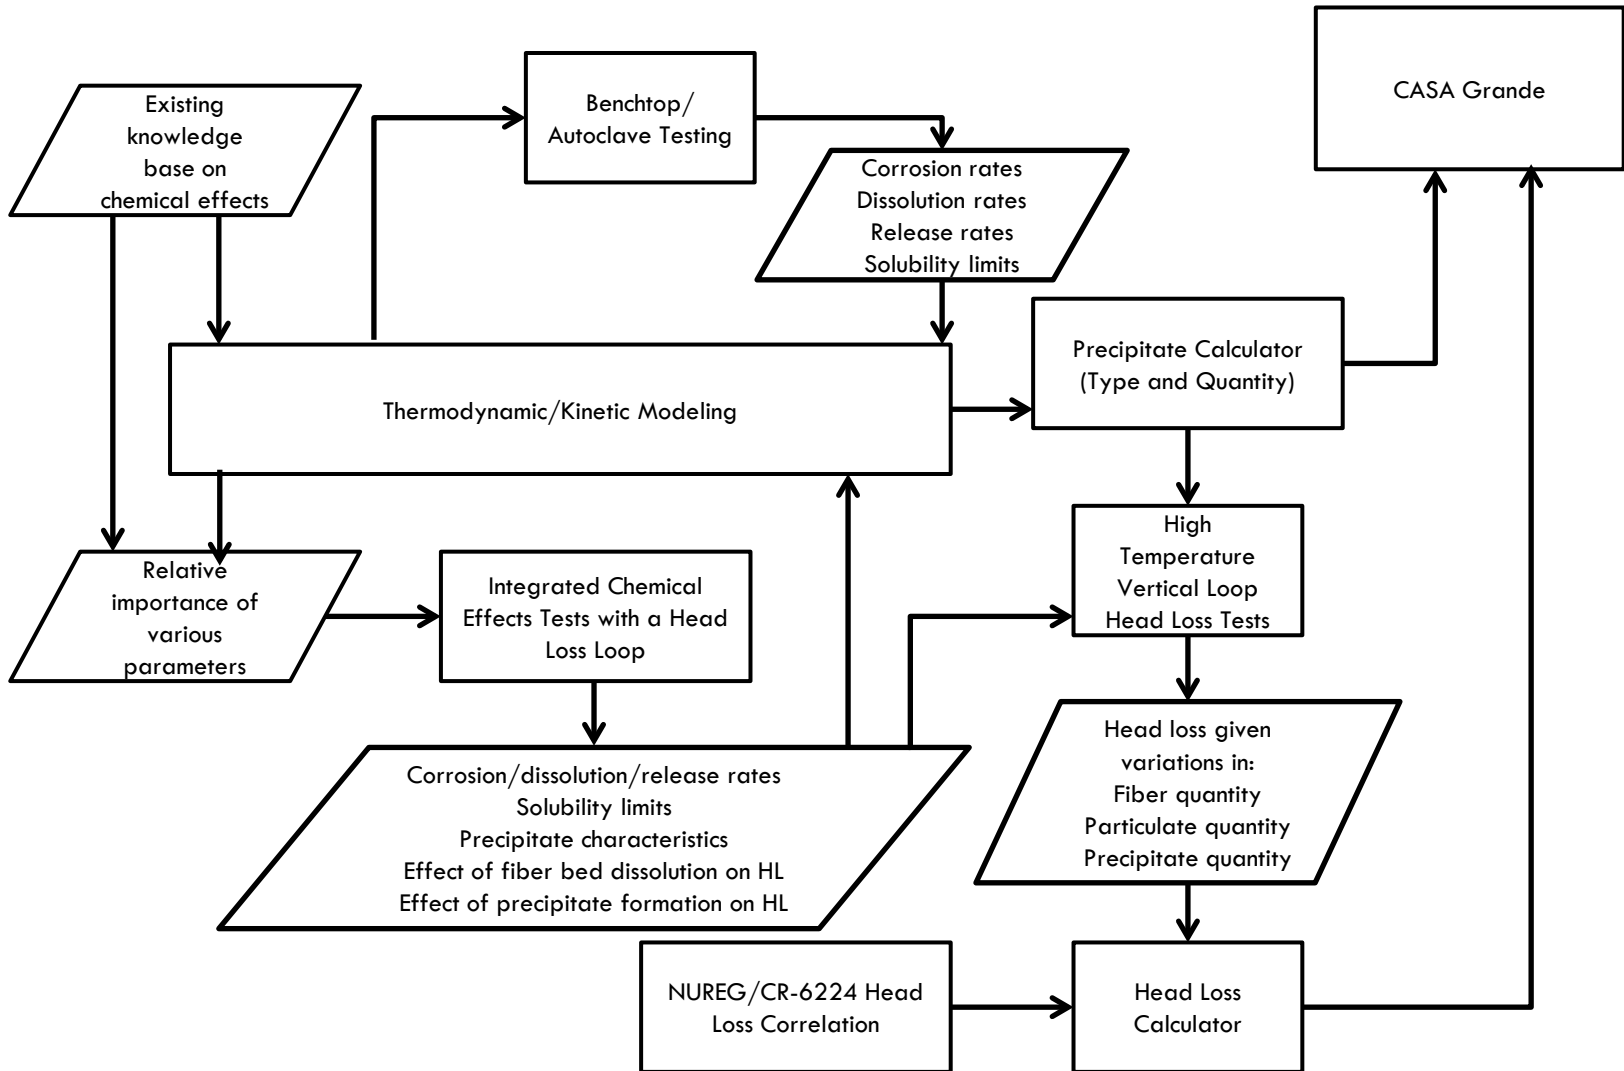 CASA Grande
Existing
knowledge
base on
chemical effects
Benchtop/
Autoclave Testing
Corrosion rates
Dissolution rates
Release rates
Solubility limits
Precipitate Calculator
(Type and Quantity)
Thermodynamic/Kinetic Modeling
High
Temperature
Vertical Loop
Head Loss Tests
Relative
importance of
various
parameters
Integrated Chemical
Effects Tests with a Head
Loss Loop
Head loss given
variations in:
Fiber quantity
Particulate quantity
Precipitate quantity
Corrosion/dissolution/release rates
Solubility limits
Precipitate characteristics
Effect of fiber bed dissolution on HL
Effect of precipitate formation on HL
NUREG/CR-6224 Head
Loss Correlation
Head Loss
Calculator